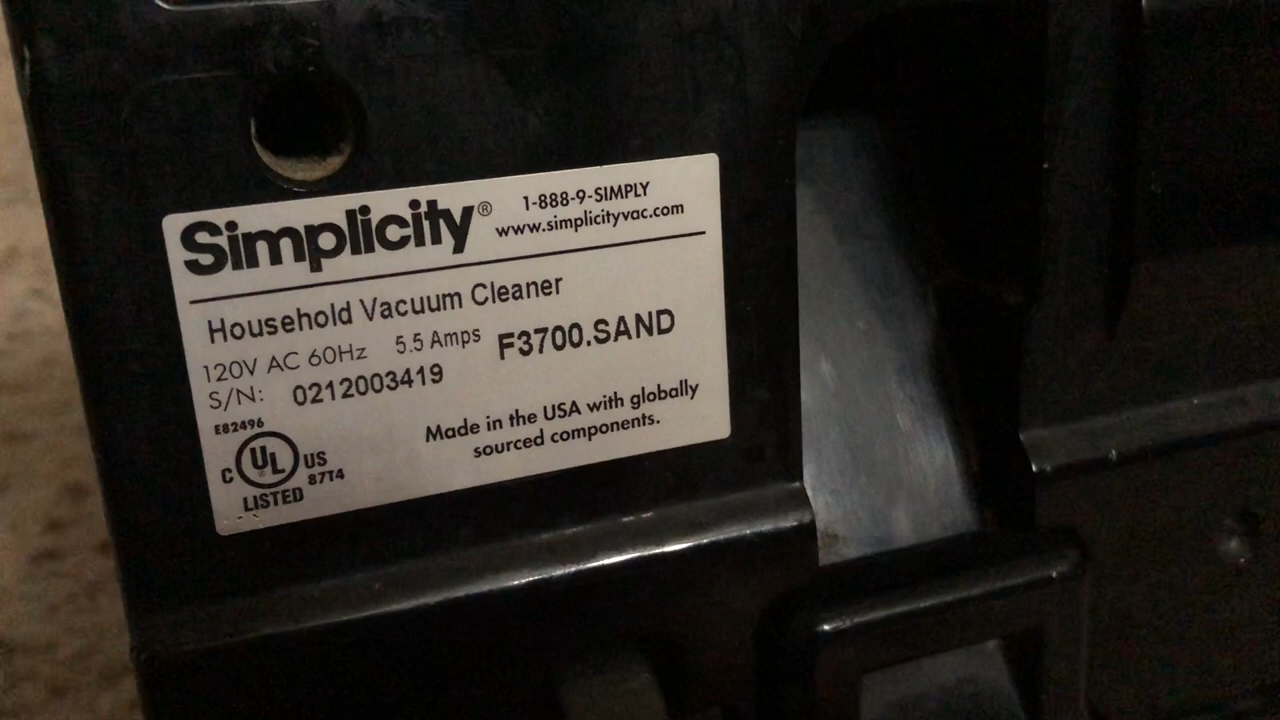 Simplicity® 1-888-9-SIMPLY
www.simplicityvac.com
Household Vacuum Cleaner
120V AC 60Hz 5.5 Amps F3700.SAND
S/N: 0212003419
Made in the USA with globally
sourced components.
E82496
C UL US
87T4
LISTED